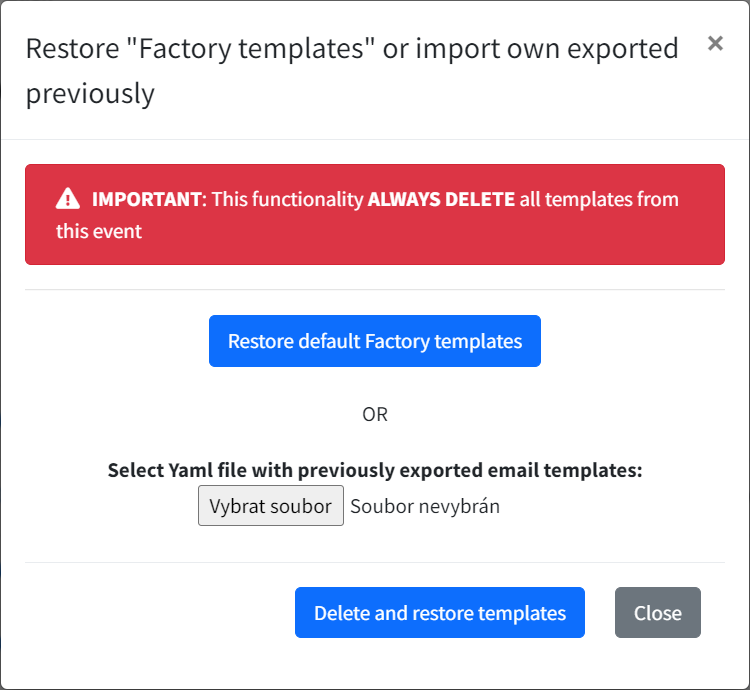 Restore "Factory templates" or import own exported
previously
×
IMPORTANT: This functionality ALWAYS DELETE all templates from
this event
Restore default Factory templates
OR
Select Yaml file with previously exported email templates:
Vybrat soubor Soubor nevybrán
Delete and restore templates
Close